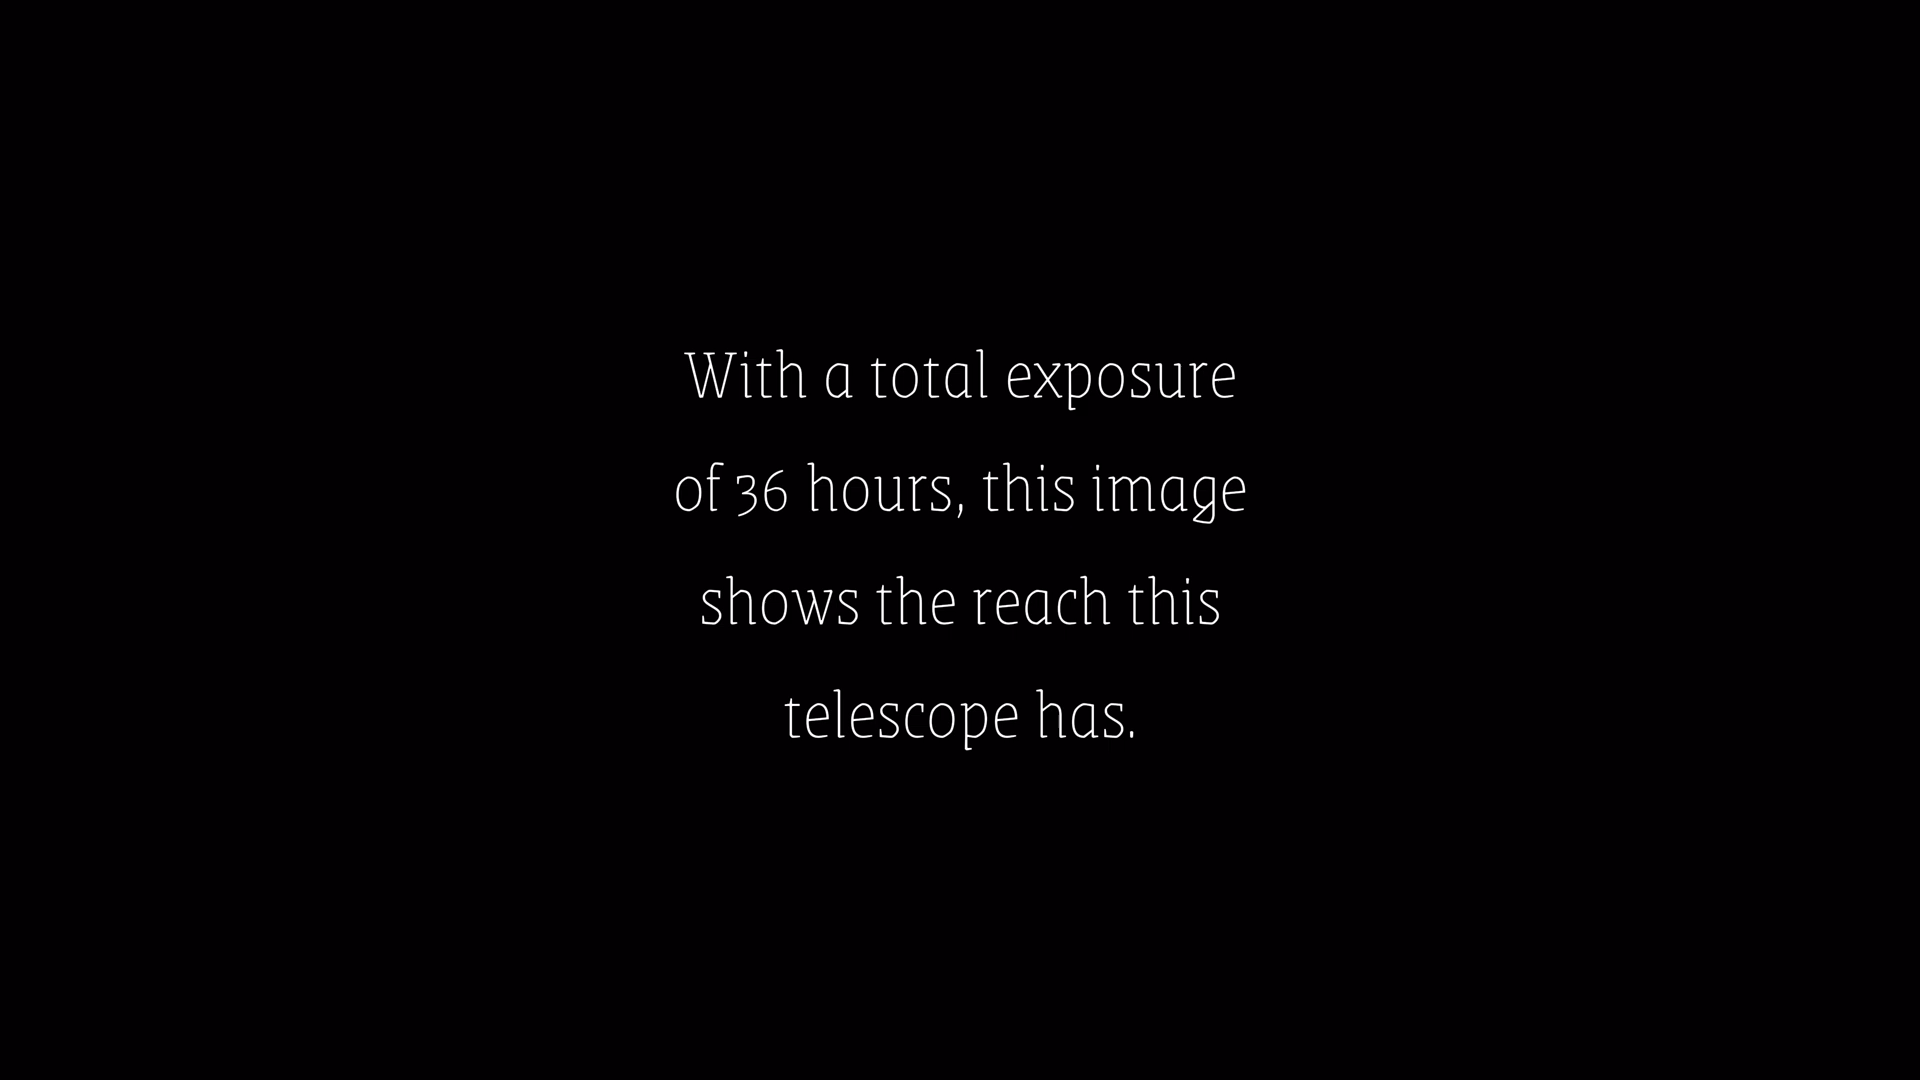 With a total exposure
of 36 hours, this image
shows the reach this
telescope has.